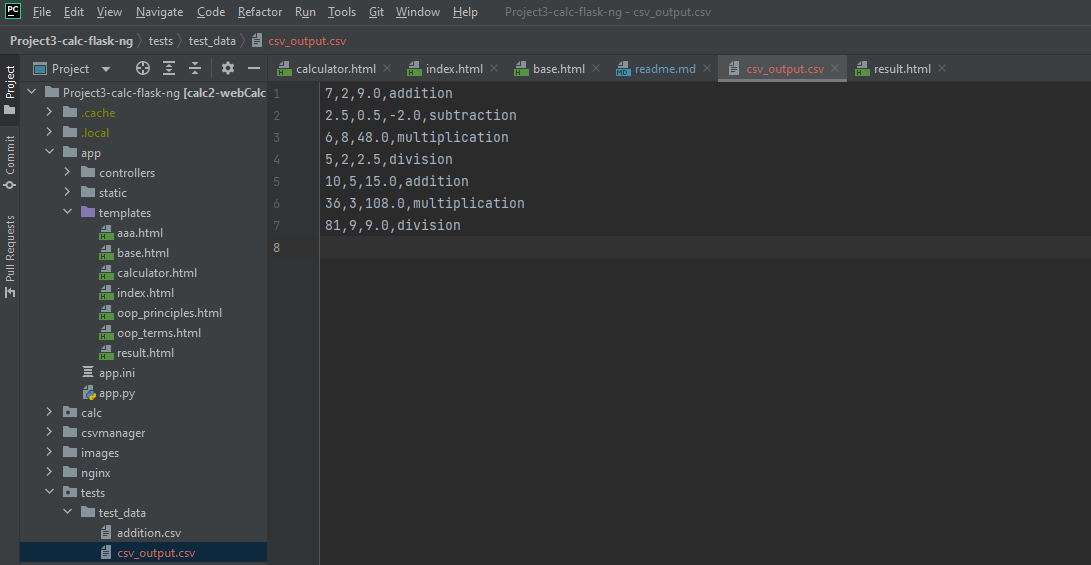 PC File Edit View Navigate Code Refactor Run Tools Git Window Help Project3-calc-flask-ng - csv_output.csv
Project3-calc-flask-ng tests test_data csv_output.csv
Project
Commit
Pull Requests
Project
calculator.html index.html base.html MD readme.md csv_output.csv result.html
Project3-calc-flask-ng [calc2-webCalc
.cache
.local
app
controllers
static
templates
aaa.html
base.html
calculator.html
index.html
oop_principles.html
oop_terms.html
result.html
app.ini
app.py
calc
csvmanager
images
nginx
tests
test_data
addition.csv
csv_output.csv
1 7,2,9.0,addition
2 2.5,0.5,-2.0,subtraction
3 6,8,48.0,multiplication
4 5,2,2.5,division
5 10,5,15.0,addition
6 36,3,108.0,multiplication
7 81,9,9.0,division
8